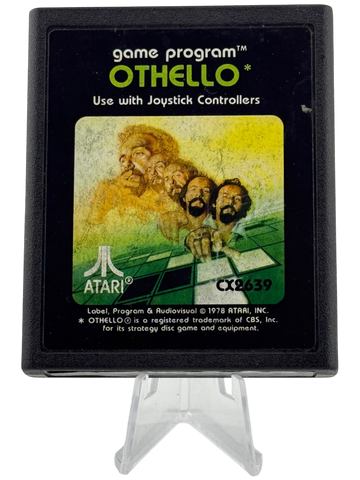 game program™
OTHELLO*
Use with Joystick Controllers
ATARI®
CX2639
Label, Program & Audiovisual © 1978 ATARI, INC.
* OTHELLO® is a registered trademark of CBS, Inc.
for its strategy disc game and equipment.